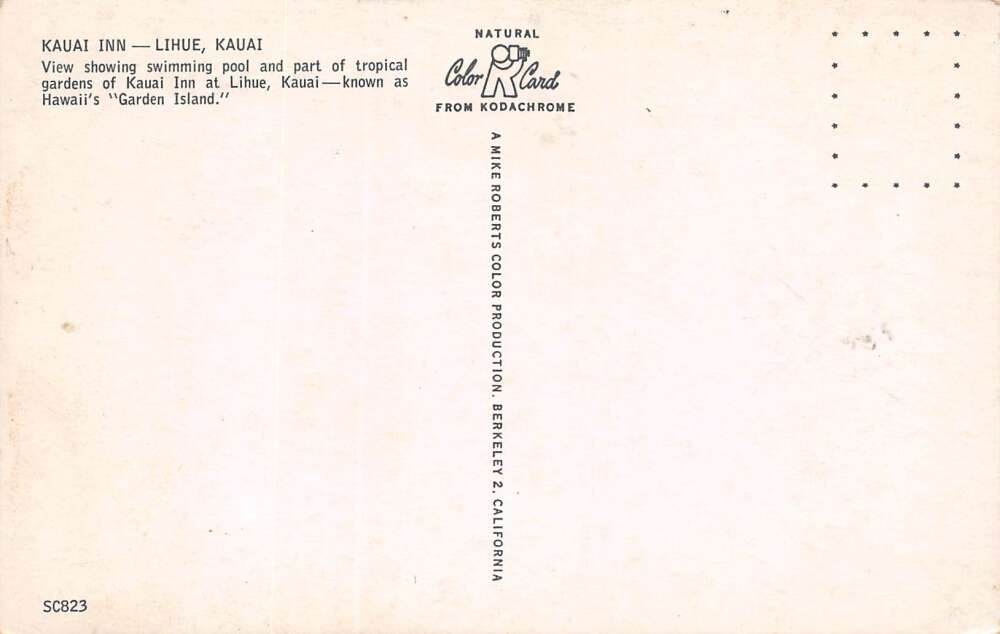 KAUAI INN — LIHUE, KAUAI
View showing swimming pool and part of tropical
gardens of Kauai Inn at Lihue, Kauai—known as
Hawaii's "Garden Island."
NATURAL
Color Card
FROM KODACHROME
A MIKE ROBERTS COLOR PRODUCTION. BERKELEY 2. CALIFORNIA
SC823